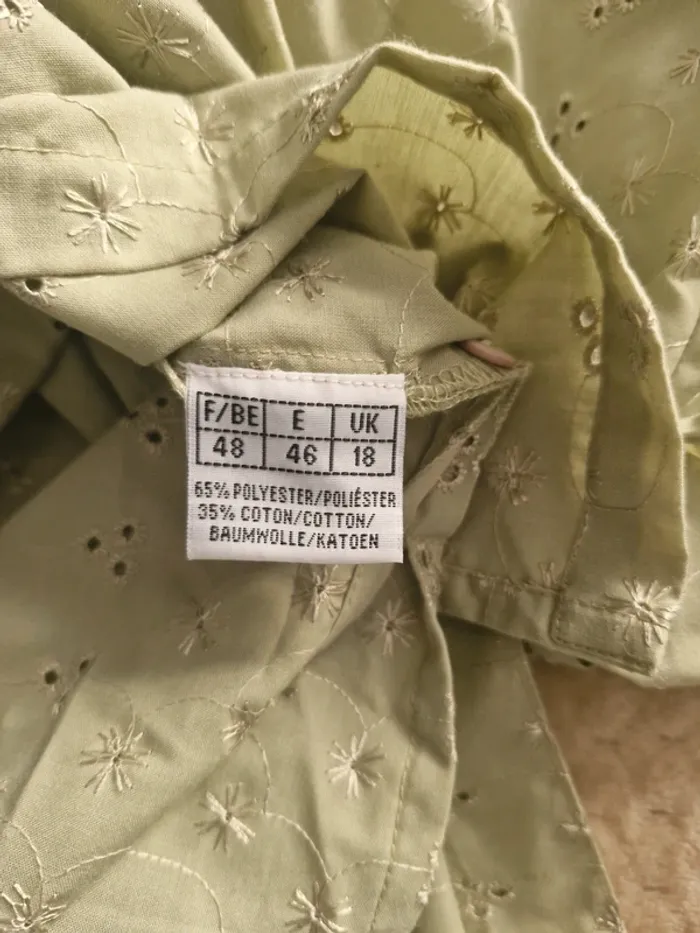 F/BE E UK
48 46 18
65% POLYESTER/POLIÉSTER
35% COTON/COTTON/
BAUMWOLLE/KATOEN